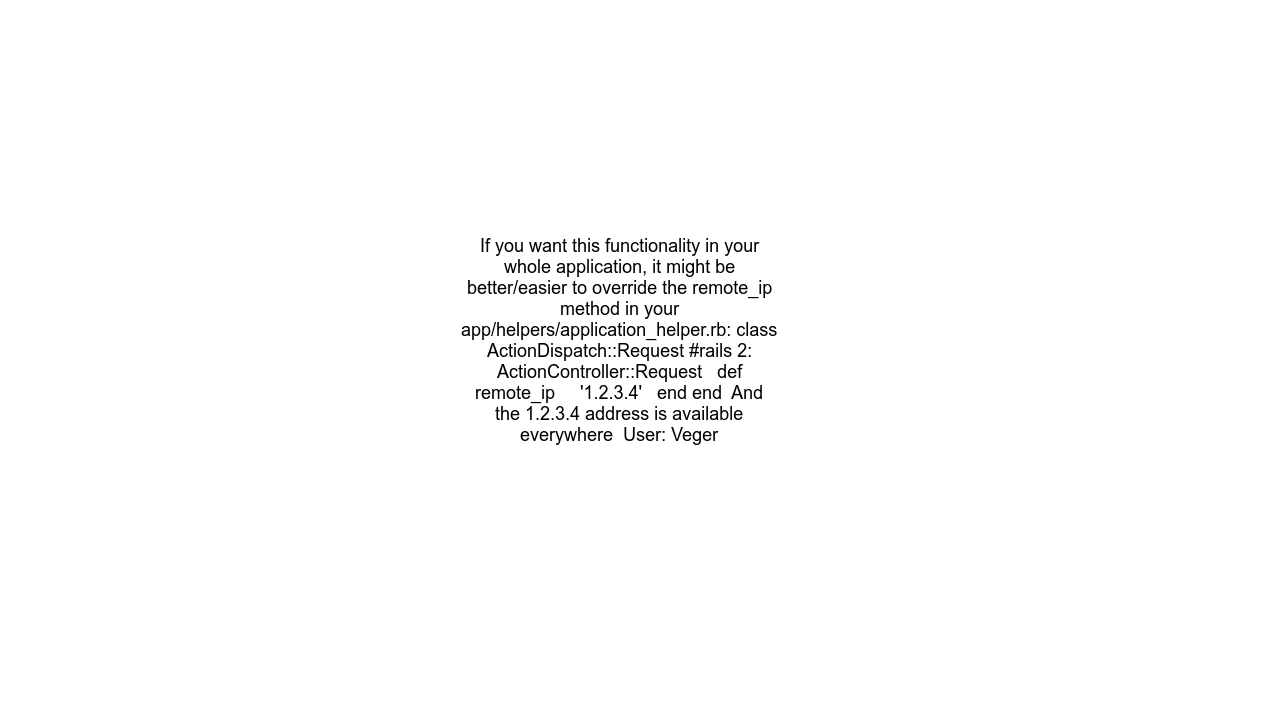 If you want this functionality in your
whole application, it might be
better/easier to override the remote_ip
method in your
app/helpers/application_helper.rb: class
ActionDispatch::Request #rails 2:
ActionController::Request   def
remote_ip     '1.2.3.4'   end end  And
the 1.2.3.4 address is available
everywhere  User: Veger